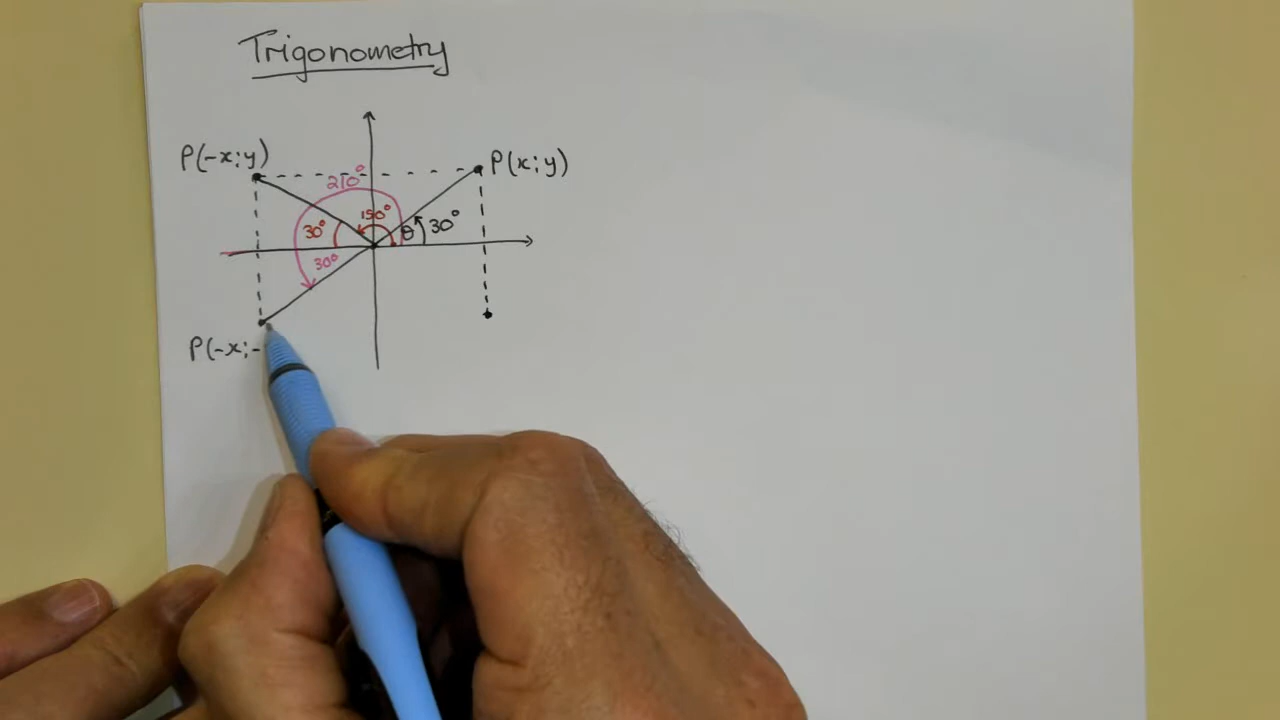 Trigonometry
P(-x;y)
P(x;y)
210°
150°
30°
θ
30°
30°
P(-x;-